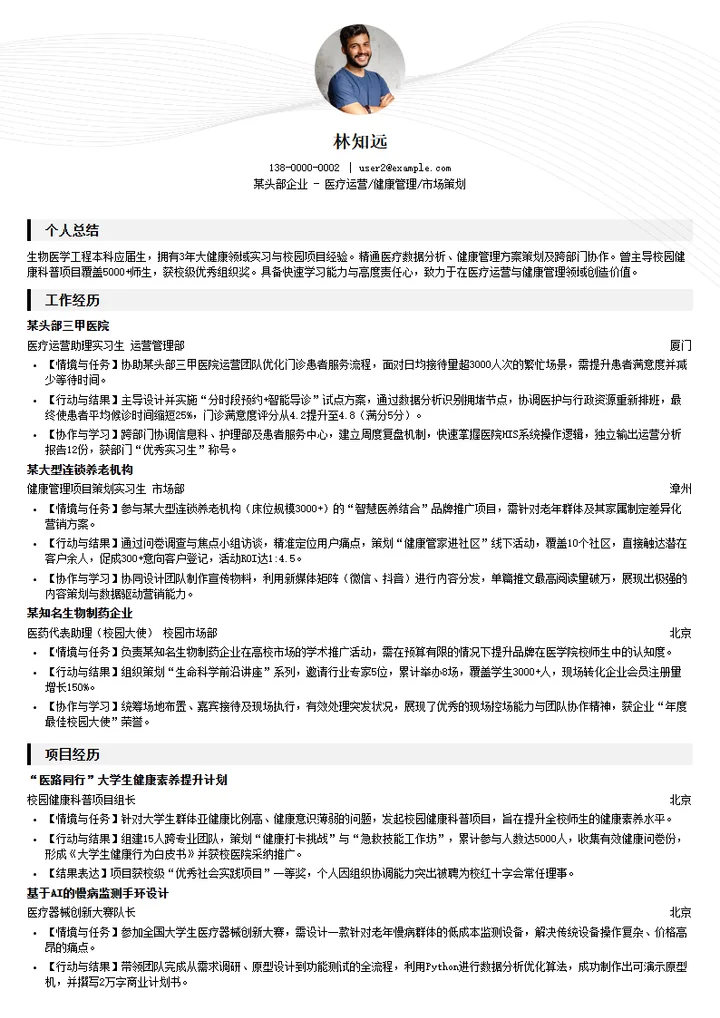 林知远
138-0000-0002 | user2@example.com
某头部企业 - 医疗运营/健康管理/市场策划
个人总结
生物医学工程本科应届生，拥有3年大健康领域实习与校园项目经验。精通医疗数据分析、健康管理方案策划及跨部门协作。曾主导校园健
康科普项目覆盖5000+师生，获校级优秀组织奖。具备快速学习能力与高度责任心，致力于在医疗运营与健康管理领域创造价值。
工作经历
某头部三甲医院
医疗运营助理实习生 运营管理部 厦门
• 【情境与任务】协助某头部三甲医院运营团队优化门诊患者服务流程，面对日均接待量超3000人次的繁忙场景，需提升患者满意度并减
少等待时间。
• 【行动与结果】主导设计并实施“分时段预约+智能导诊”试点方案，通过数据分析识别拥堵节点，协调医护与行政资源重新排班，最
终使患者平均候诊时间缩短25%，门诊满意度评分从4.2提升至4.8（满分5分）。
• 【协作与学习】跨部门协调信息科、护理部及患者服务中心，建立周度复盘机制，快速掌握医院HIS系统操作逻辑，独立输出运营分析
报告12份，获部门“优秀实习生”称号。
某大型连锁养老机构
健康管理项目策划实习生 市场部 漳州
• 【情境与任务】参与某大型连锁养老机构（床位规模3000+）的“智慧医养结合”品牌推广项目，需针对老年群体及其家属制定差异化
营销方案。
• 【行动与结果】通过问卷调查与焦点小组访谈，精准定位用户痛点，策划“健康管家进社区”线下活动，覆盖10个社区，直接触达潜在
客户余人，促成300+意向客户登记，活动ROI达1:4.5。
• 【协作与学习】协同设计团队制作宣传物料，利用新媒体矩阵（微信、抖音）进行内容分发，单篇推文最高阅读量破万，展现出极强的
内容策划与数据驱动营销能力。
某知名生物制药企业
医药代表助理（校园大使） 校园市场部 北京
• 【情境与任务】负责某知名生物制药企业在高校市场的学术推广活动，需在预算有限的情况下提升品牌在医学院校师生中的认知度。
• 【行动与结果】组织策划“生命科学前沿讲座”系列，邀请行业专家5位，累计举办8场，覆盖学生3000+人，现场转化企业会员注册量
增长150%。
• 【协作与学习】统筹场地布置、嘉宾接待及现场执行，有效处理突发状况，展现了优秀的现场控场能力与团队协作精神，获企业“年度
最佳校园大使”荣誉。
项目经历
“医路同行”大学生健康素养提升计划
校园健康科普项目组长 北京
• 【情境与任务】针对大学生群体亚健康比例高、健康意识薄弱的问题，发起校园健康科普项目，旨在提升全校师生的健康素养水平。
• 【行动与结果】组建15人跨专业团队，策划“健康打卡挑战”与“急救技能工作坊”，累计参与人数达5000人，收集有效健康问卷份，
形成《大学生健康行为白皮书》并获校医院采纳推广。
• 【结果表达】项目获校级“优秀社会实践项目”一等奖，个人因组织协调能力突出被聘为校红十字会常任理事。
基于AI的慢病监测手环设计
医疗器械创新大赛队长 北京
• 【情境与任务】参加全国大学生医疗器械创新大赛，需设计一款针对老年慢病群体的低成本监测设备，解决传统设备操作复杂、价格高
昂的痛点。
• 【行动与结果】带领团队完成从需求调研、原型设计到功能测试的全流程，利用Python进行数据分析优化算法，成功制作出可演示原型
机，并撰写2万字商业计划书。